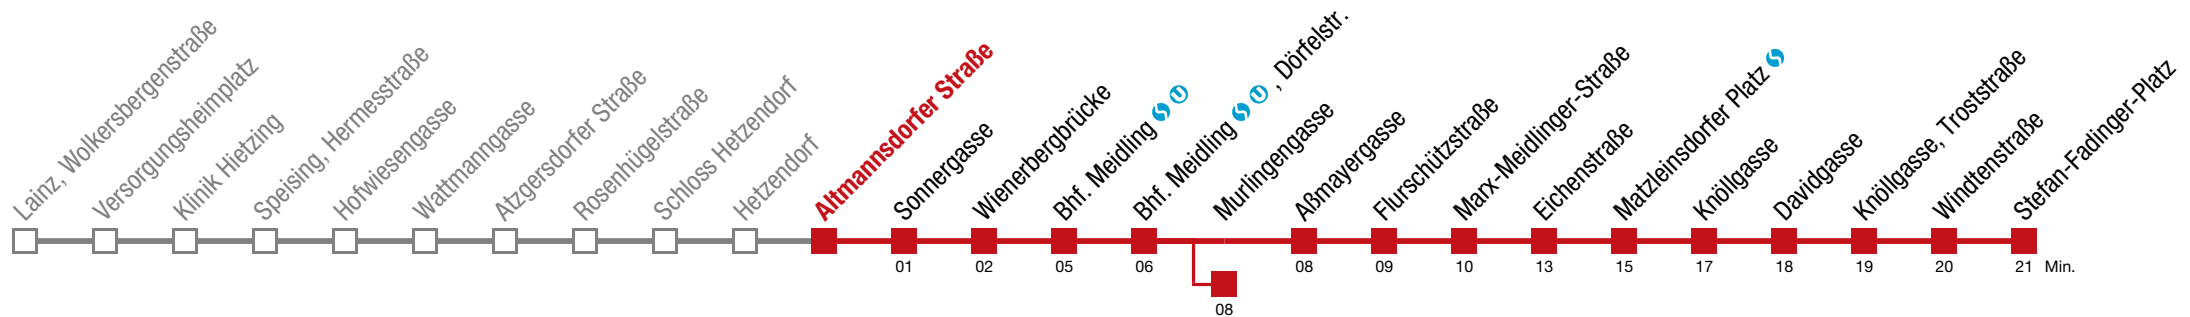 Lainz, Wolkersbergenstraße
Versorgungsheimplatz
Klinik Hietzing
Speising, Hermesstraße
Hofwiesengasse
Wattmanngasse
Atzgersdorfer Straße
Rosenhügelstraße
Schloss Hetzendorf
Hetzendorf
Altmannsdorfer Straße
Sonnergasse
Wienerbergbrücke
Bhf. Meidling S U
Bhf. Meidling S U , Dörfelstr.
Murlingengasse
Aßmayergasse
Flurschützstraße
Marx-Meidlinger-Straße
Eichenstraße
Matzleinsdorfer Platz S
Knöllgasse
Davidgasse
Knöllgasse, Troststraße
Windtenstraße
Stefan-Fadinger-Platz
01 02 05 06 08 09 10 13 15 17 18 19 20 21 Min.
08